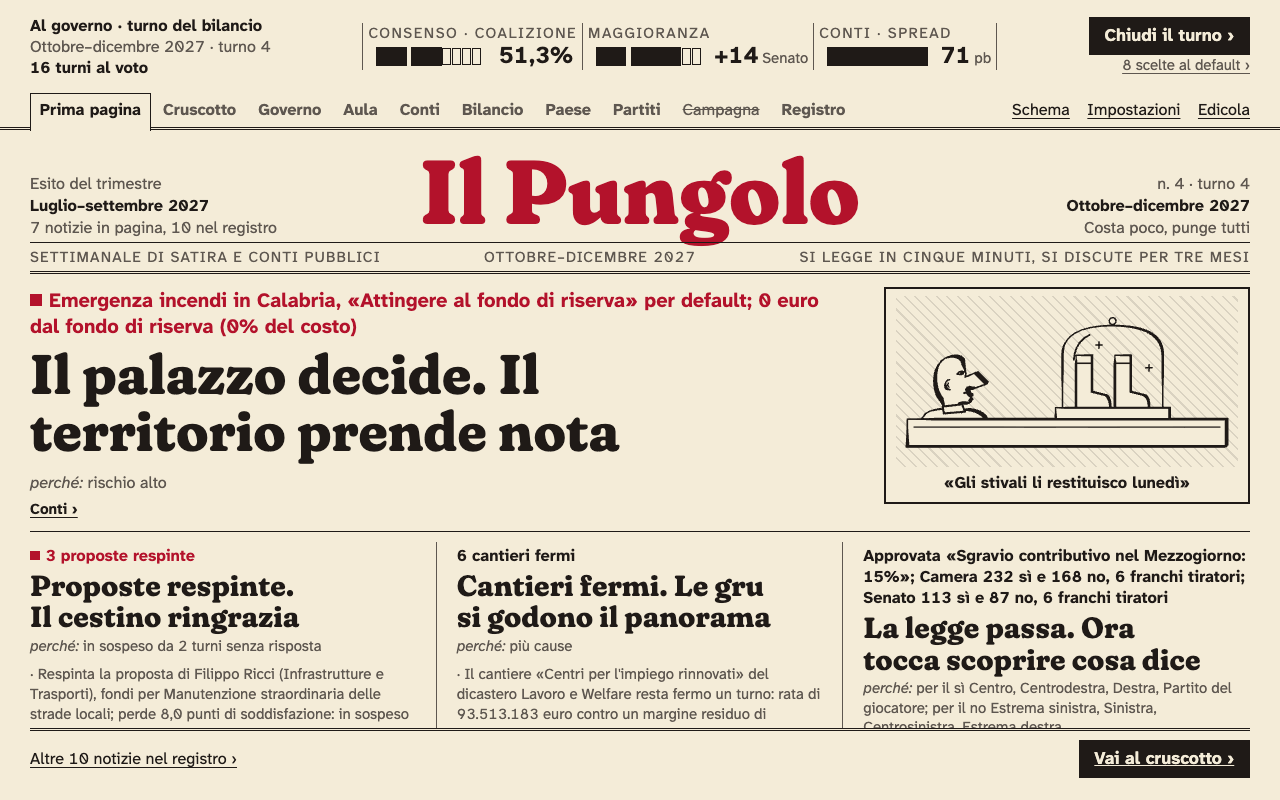 Al governo · turno del bilancio
Ottobre–dicembre 2027 · turno 4
16 turni al voto
CONSENSO · COALIZIONE
51,3%
MAGGIORANZA
+14 Senato
CONTI · SPREAD
71 pb
Chiudi il turno ›
8 scelte al default ›
Prima pagina Cruscotto Governo Aula Conti Bilancio Paese Partiti Campagna Registro Schema Impostazioni Edicola
Esito del trimestre
Luglio–settembre 2027
7 notizie in pagina, 10 nel registro
Il Pungolo
n. 4 · turno 4
Ottobre–dicembre 2027
Costa poco, punge tutti
SETTIMANALE DI SATIRA E CONTI PUBBLICI OTTOBRE–DICEMBRE 2027 SI LEGGE IN CINQUE MINUTI, SI DISCUTE PER TRE MESI
Emergenza incendi in Calabria, «Attingere al fondo di riserva» per default; 0 euro
dal fondo di riserva (0% del costo)
Il palazzo decide. Il
territorio prende nota
perché: rischio alto
Conti ›
«Gli stivali li restituisco lunedì»
3 proposte respinte
Proposte respinte.
Il cestino ringrazia
perché: in sospeso da 2 turni senza risposta
· Respinta la proposta di Filippo Ricci (Infrastrutture e
Trasporti), fondi per Manutenzione straordinaria delle
strade locali; perde 8,0 punti di soddisfazione: in sospeso
6 cantieri fermi
Cantieri fermi. Le gru
si godono il panorama
perché: più cause
· Il cantiere «Centri per l'impiego rinnovati» del
dicastero Lavoro e Welfare resta fermo un turno: rata di
93.513.183 euro contro un margine residuo di
Approvata «Sgravio contributivo nel Mezzogiorno:
15%»; Camera 232 sì e 168 no, 6 franchi tiratori;
Senato 113 sì e 87 no, 6 franchi tiratori
La legge passa. Ora
tocca scoprire cosa dice
perché: per il sì Centro, Centrodestra, Destra, Partito del
giocatore; per il no Estrema sinistra, Sinistra,
Centrosinistra, Estrema destra
Altre 10 notizie nel registro ›
Vai al cruscotto ›